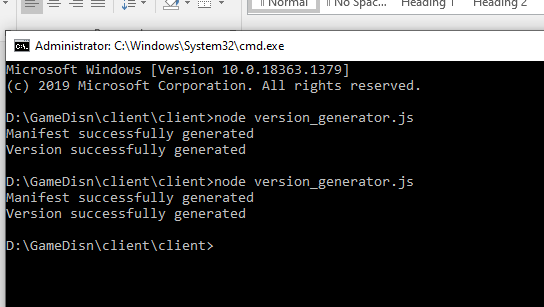 ¶ Normal
¶ No Spac...
Heading 1
Heading 2
Administrator: C:\Windows\System32\cmd.exe
Microsoft Windows [Version 10.0.18363.1379]
(c) 2019 Microsoft Corporation. All rights reserved.
D:\GameDisn\client\client>node version_generator.js
Manifest successfully generated
Version successfully generated
D:\GameDisn\client\client>node version_generator.js
Manifest successfully generated
Version successfully generated
D:\GameDisn\client\client>